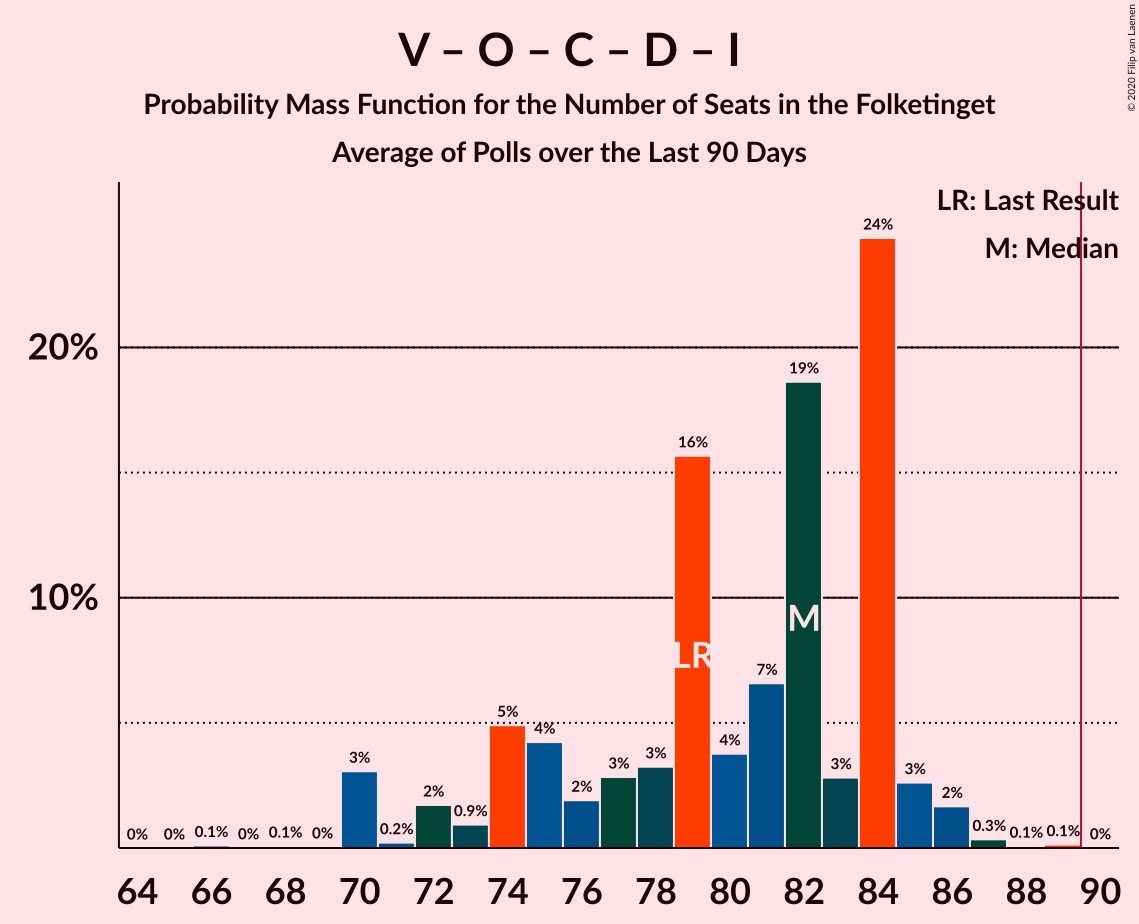 V – O – C – D – I
Probability Mass Function for the Number of Seats in the Folketinget
Average of Polls over the Last 90 Days
© 2020 Filip van Laenen
LR: Last Result
M: Median
20%
10%
0% 0% 0.1% 0% 0.1% 0% 3% 0.2% 2% 0.9% 5% 4% 2% 3% 3% 16% 4% 7% 19% 3% 24% 3% 2% 0.3% 0.1% 0.1% 0%
LR
M
64 66 68 70 72 74 76 78 80 82 84 86 88 90